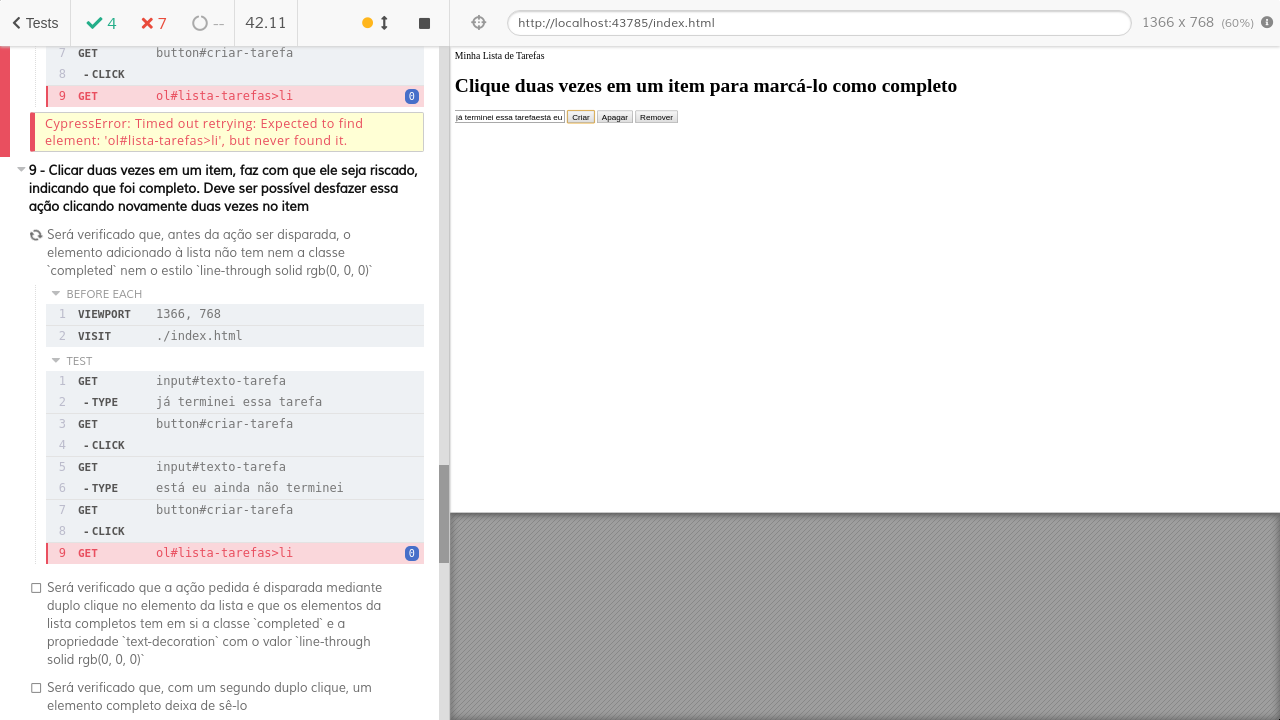 Tests
4
7
--
42.11
http://localhost:43785/index.html
1366 x 768 (60%)
7 GET button#criar-tarefa
8 - CLICK
9 GET ol#lista-tarefas>li 0
CypressError: Timed out retrying: Expected to find
element: 'ol#lista-tarefas>li', but never found it.
9 - Clicar duas vezes em um item, faz com que ele seja riscado,
indicando que foi completo. Deve ser possível desfazer essa
ação clicando novamente duas vezes no item
Será verificado que, antes da ação ser disparada, o
elemento adicionado à lista não tem nem a classe
`completed` nem o estilo `line-through solid rgb(0, 0, 0)`
BEFORE EACH
1 VIEWPORT 1366, 768
2 VISIT ./index.html
TEST
1 GET input#texto-tarefa
2 - TYPE já terminei essa tarefa
3 GET button#criar-tarefa
4 - CLICK
5 GET input#texto-tarefa
6 - TYPE está eu ainda não terminei
7 GET button#criar-tarefa
8 - CLICK
9 GET ol#lista-tarefas>li 0
Será verificado que a ação pedida é disparada mediante
duplo clique no elemento da lista e que os elementos da
lista completos tem em si a classe `completed` e a
propriedade `text-decoration` com o valor `line-through
solid rgb(0, 0, 0)`
Será verificado que, com um segundo duplo clique, um
elemento completo deixa de sê-lo
Minha Lista de Tarefas
Clique duas vezes em um item para marcá-lo como completo
já terminei essa tarefaestá eu Criar Apagar Remover